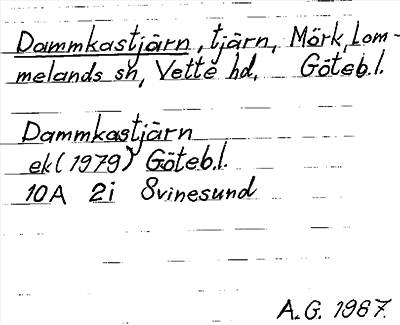 Dammkastjärn, tjärn, Mörk, Lom-
melands sn, Vette hd, Göteb.l.
Dammkastjärn
ek (1979) Göteb.l.
10A 2i Svinesund
A.G. 1987.